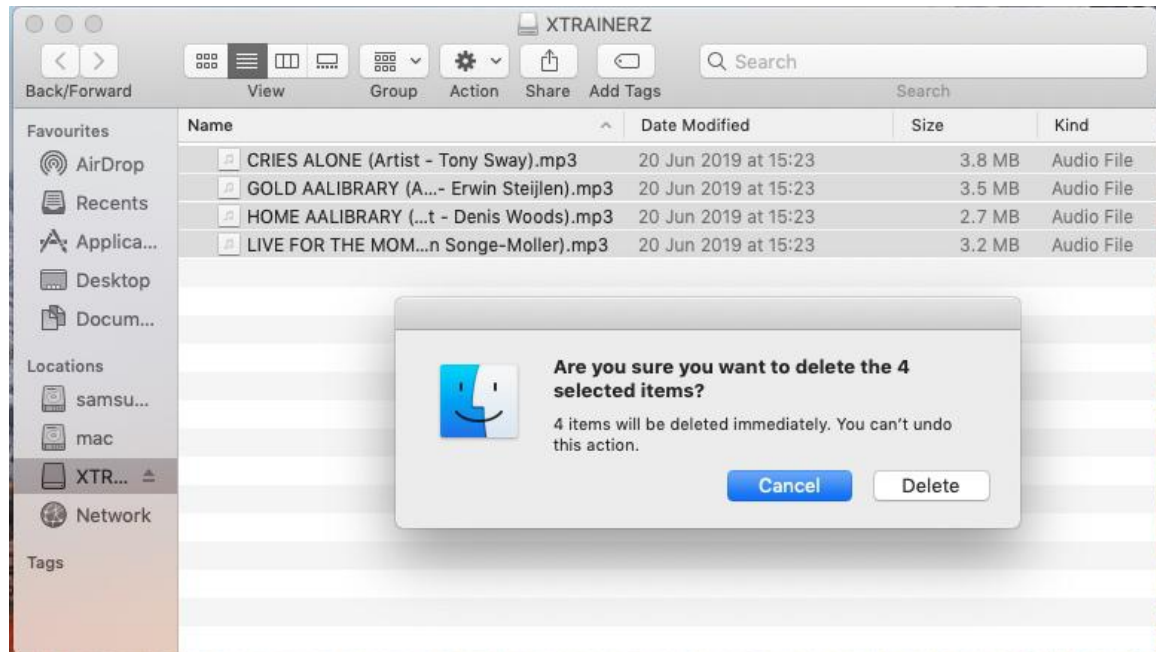 XTRAINERZ
Search
Back/Forward View Group Action Share Add Tags Search
Favourites
AirDrop
Recents
Applica...
Desktop
Docum...
Locations
samsu...
mac
XTR...
Network
Tags
Name Date Modified Size Kind
CRIES ALONE (Artist - Tony Sway).mp3 20 Jun 2019 at 15:23 3.8 MB Audio File
GOLD AALIBRARY (A...- Erwin Steijlen).mp3 20 Jun 2019 at 15:23 3.5 MB Audio File
HOME AALIBRARY (...t - Denis Woods).mp3 20 Jun 2019 at 15:23 2.7 MB Audio File
LIVE FOR THE MOM...n Songe-Moller).mp3 20 Jun 2019 at 15:23 3.2 MB Audio File
Are you sure you want to delete the 4
selected items?
4 items will be deleted immediately. You can't undo
this action.
Cancel Delete